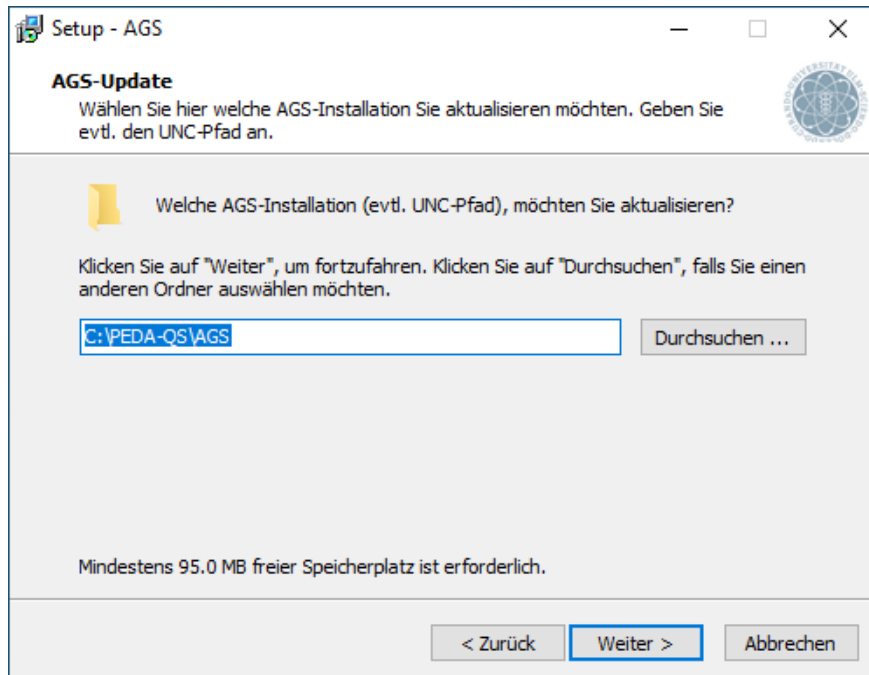 Setup - AGS
AGS-Update
Wählen Sie hier welche AGS-Installation Sie aktualisieren möchten. Geben Sie
evtl. den UNC-Pfad an.
Welche AGS-Installation (evtl. UNC-Pfad), möchten Sie aktualisieren?
Klicken Sie auf "Weiter", um fortzufahren. Klicken Sie auf "Durchsuchen", falls Sie einen
anderen Ordner auswählen möchten.
C:\PEDA-QS\AGS
Durchsuchen ...
Mindestens 95.0 MB freier Speicherplatz ist erforderlich.
< Zurück
Weiter >
Abbrechen